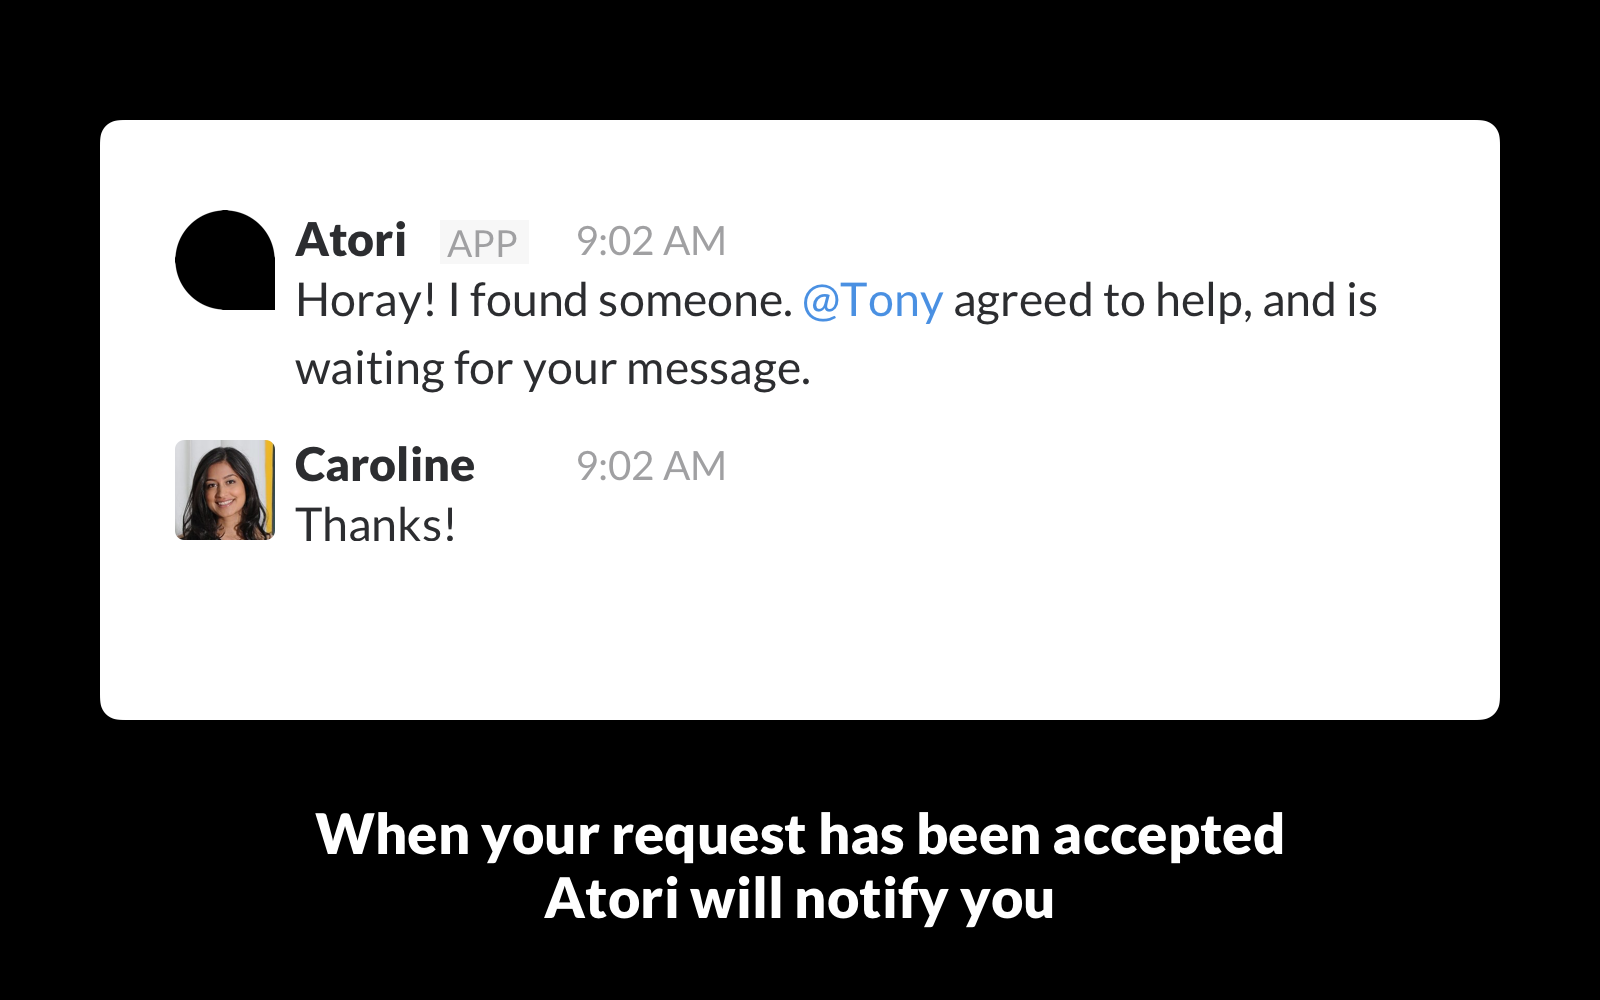 Atori APP 9:02 AM
Horay! I found someone. @Tony agreed to help, and is
waiting for your message.
Caroline 9:02 AM
Thanks!
When your request has been accepted
Atori will notify you